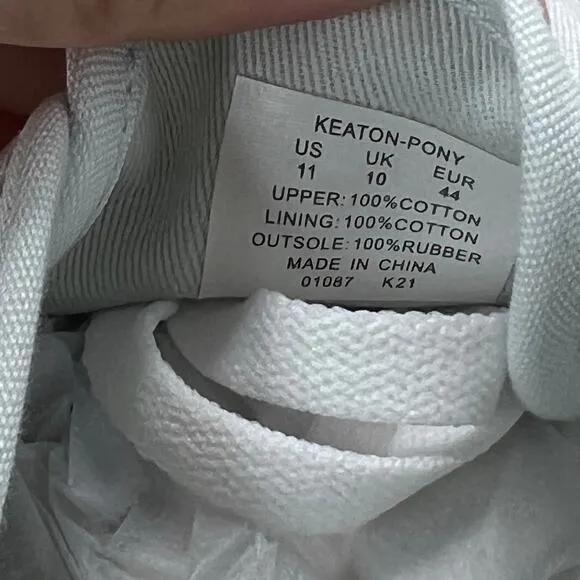 KEATON-PONY
US UK EUR
11 10 44
UPPER: 100%COTTON
LINING: 100%COTTON
OUTSOLE: 100%RUBBER
MADE IN CHINA
01087 K21